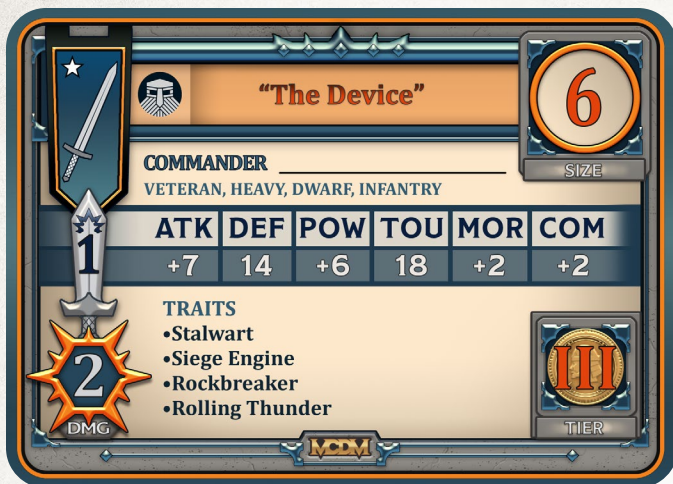 “The Device”
6
SIZE
COMMANDER
VETERAN, HEAVY, DWARF, INFANTRY
ATK DEF POW TOU MOR COM
1
+7 14 +6 18 +2 +2
TRAITS
•Stalwart
•Siege Engine
•Rockbreaker
•Rolling Thunder
2
DMG
III
TIER
MCDM